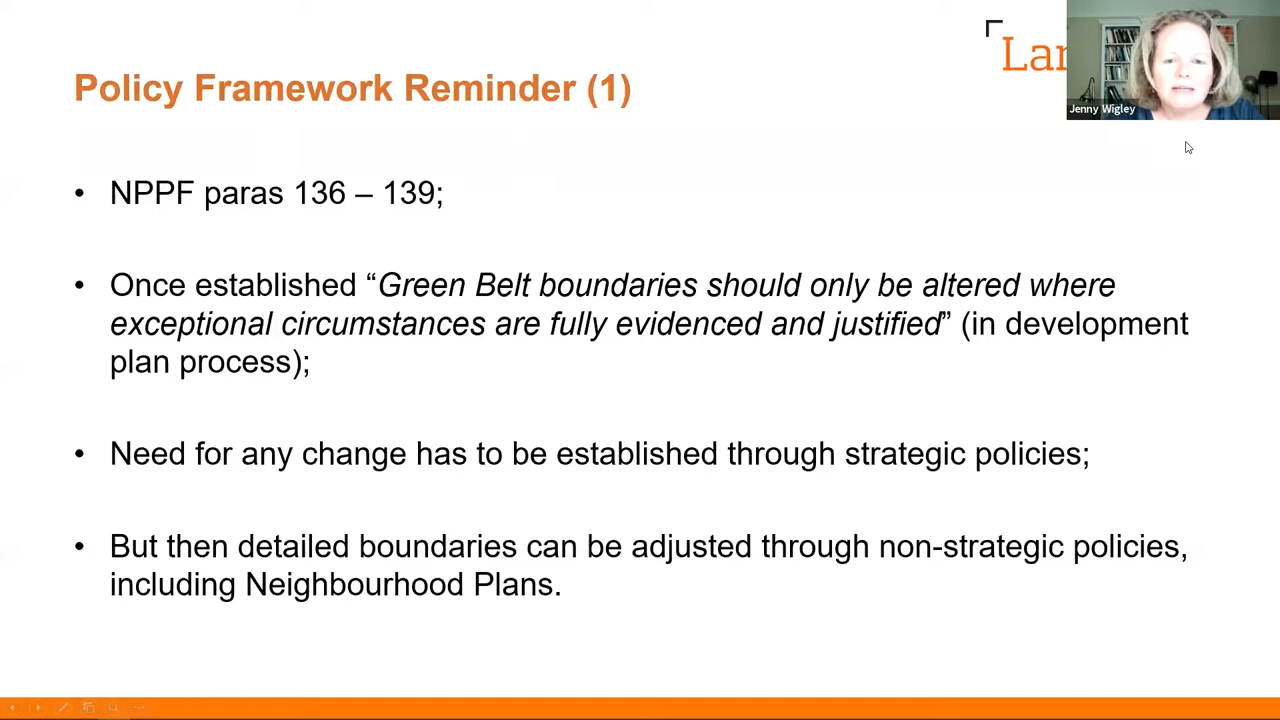 Policy Framework Reminder (1)
Jenny Wigley
• NPPF paras 136 – 139;
• Once established “Green Belt boundaries should only be altered where
exceptional circumstances are fully evidenced and justified” (in development
plan process);
• Need for any change has to be established through strategic policies;
• But then detailed boundaries can be adjusted through non-strategic policies,
including Neighbourhood Plans.